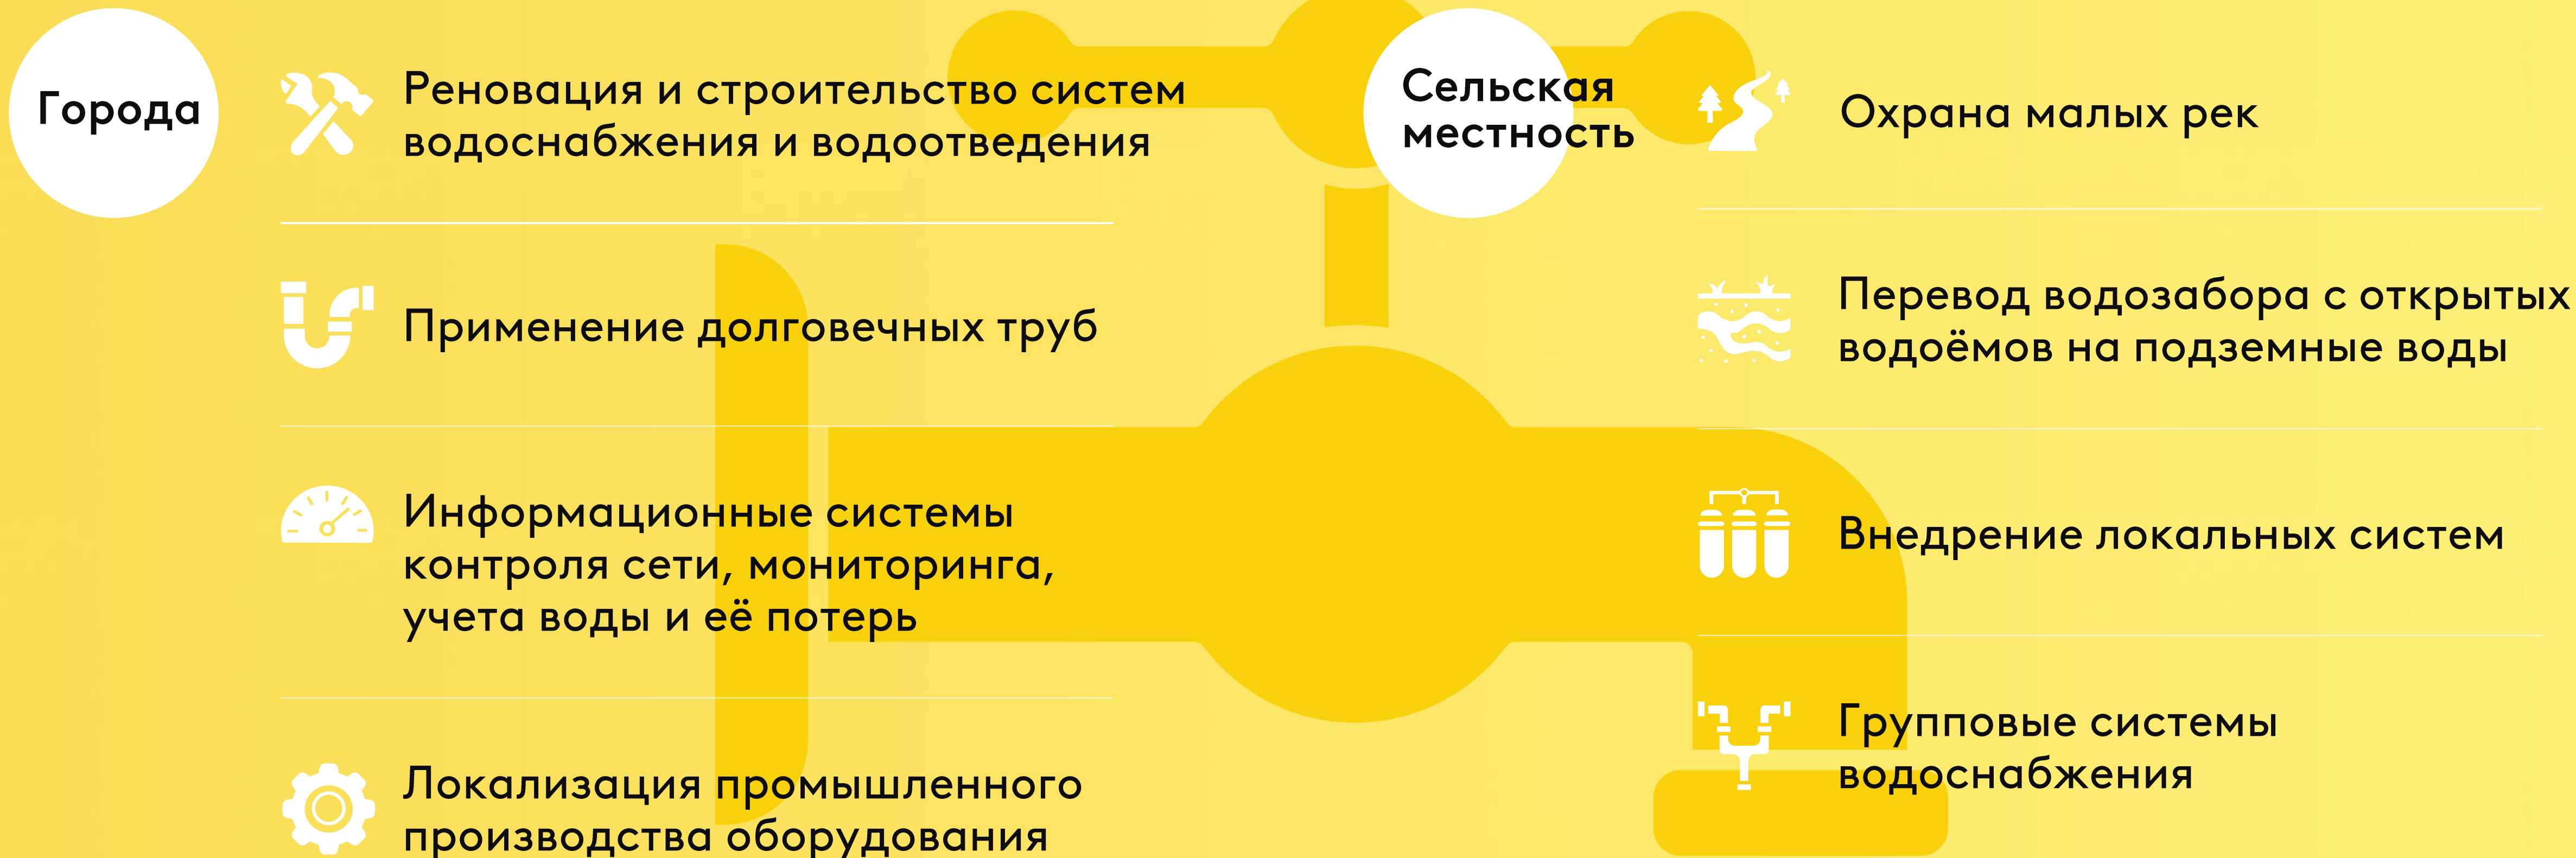 Города
Реновация и строительство систем
водоснабжения и водоотведения
Применение долговечных труб
Информационные системы
контроля сети, мониторинга,
учета воды и её потерь
Локализация промышленного
производства оборудования
Сельская
местность
Охрана малых рек
Перевод водозабора с открытых
водоёмов на подземные воды
Внедрение локальных систем
Групповые системы
водоснабжения